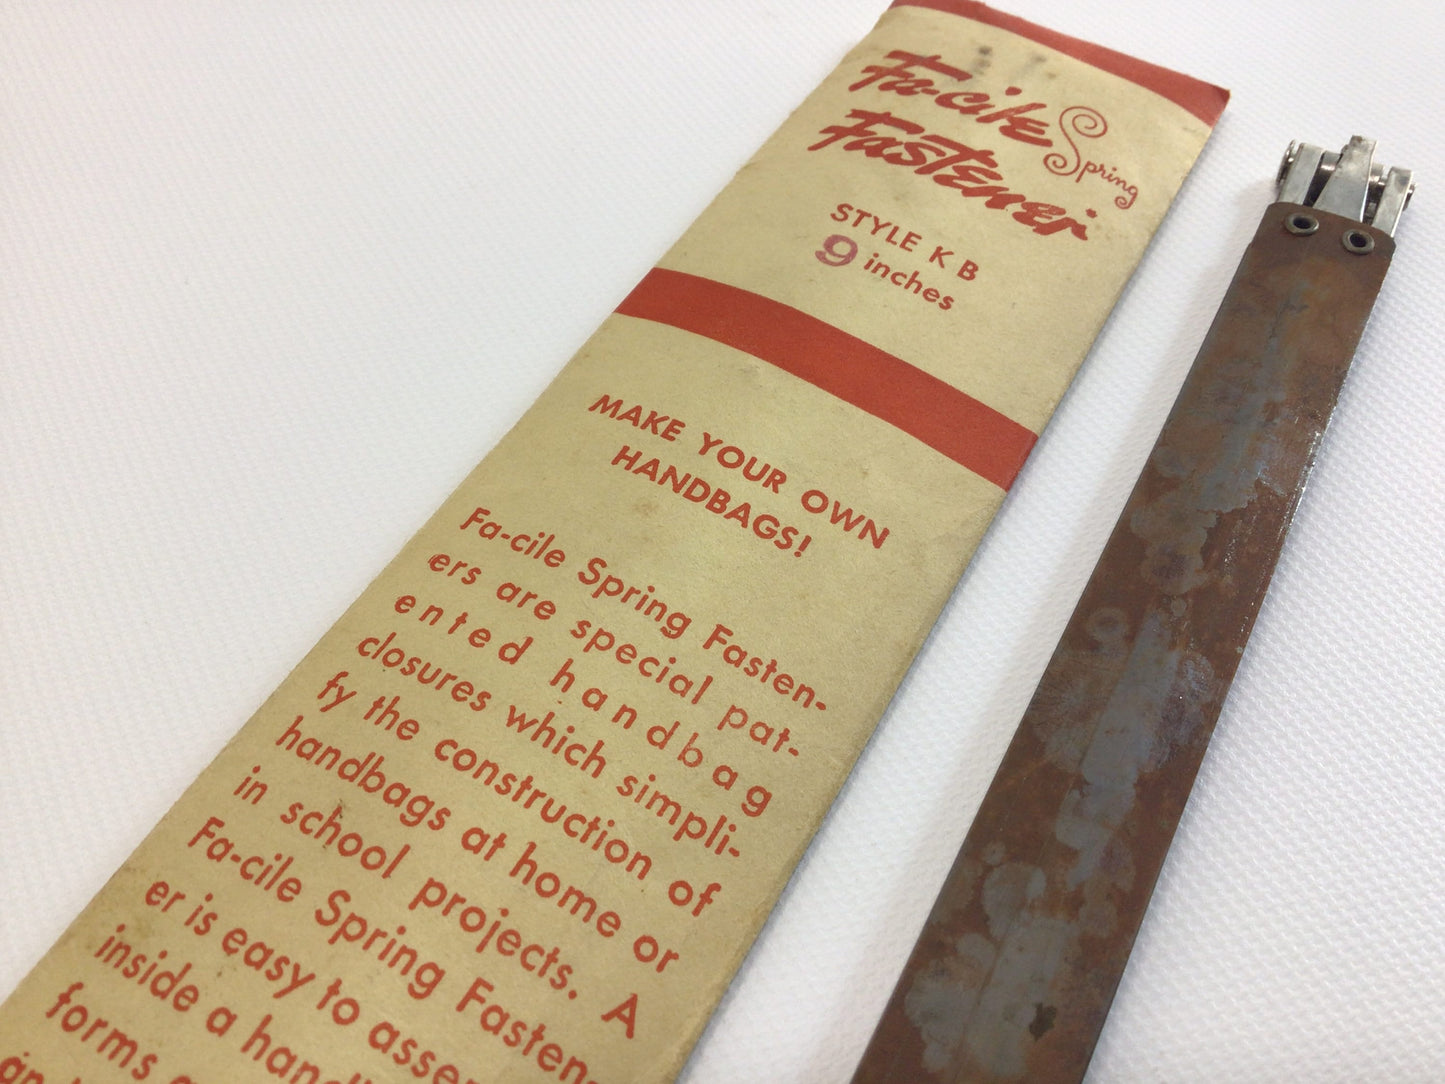 Fa-cile Spring
Fastener
STYLE K B
9 inches
MAKE YOUR OWN
HANDBAGS!
Fa-cile Spring Fasten-
ers are special pat-
ented handbag
closures which simpli-
fy the construction of
handbags at home or
in school projects. A
Fa-cile Spring Fasten-
er is easy to
inside a
forms